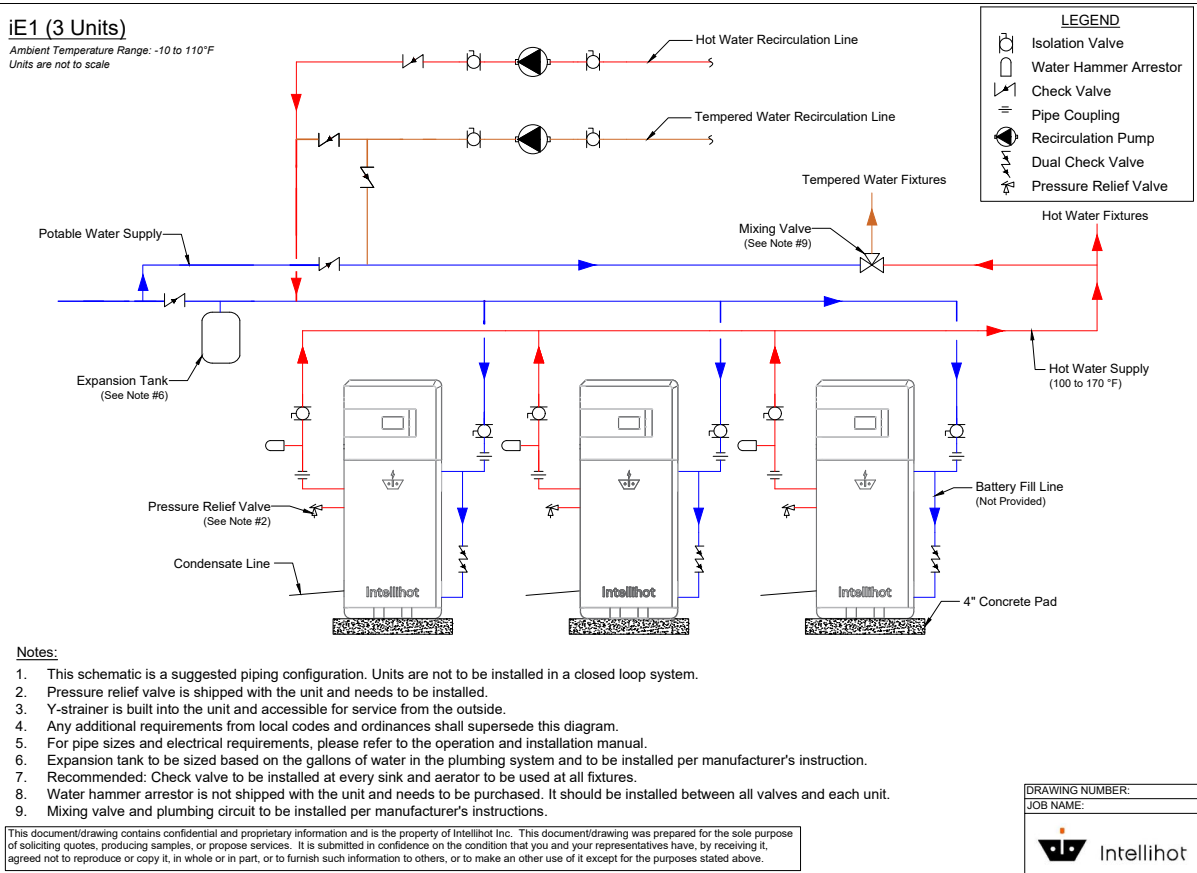 iE1 (3 Units)
Ambient Temperature Range: -10 to 110°F
Units are not to scale
LEGEND
Isolation Valve
Water Hammer Arrestor
Check Valve
Pipe Coupling
Recirculation Pump
Dual Check Valve
Pressure Relief Valve
Hot Water Recirculation Line
Tempered Water Recirculation Line
Tempered Water Fixtures
Hot Water Fixtures
Potable Water Supply
Mixing Valve
(See Note #9)
Expansion Tank
(See Note #6)
Hot Water Supply
(100 to 170 °F)
Pressure Relief Valve
(See Note #2)
Battery Fill Line
(Not Provided)
Condensate Line
intellihot
intellihot
intellihot
4" Concrete Pad
Notes:
1. This schematic is a suggested piping configuration. Units are not to be installed in a closed loop system.
2. Pressure relief valve is shipped with the unit and needs to be installed.
3. Y-strainer is built into the unit and accessible for service from the outside.
4. Any additional requirements from local codes and ordinances shall supersede this diagram.
5. For pipe sizes and electrical requirements, please refer to the operation and installation manual.
6. Expansion tank to be sized based on the gallons of water in the plumbing system and to be installed per manufacturer's instruction.
7. Recommended: Check valve to be installed at every sink and aerator to be used at all fixtures.
8. Water hammer arrestor is not shipped with the unit and needs to be purchased. It should be installed between all valves and each unit.
9. Mixing valve and plumbing circuit to be installed per manufacturer's instructions.
This document/drawing contains confidential and proprietary information and is the property of Intellihot Inc. This document/drawing was prepared for the sole purpose
of soliciting quotes, producing samples, or propose services. It is submitted in confidence on the condition that you and your representatives have, by receiving it,
agreed not to reproduce or copy it, in whole or in part, or to furnish such information to others, or to make an other use of it except for the purposes stated above.
DRAWING NUMBER:
JOB NAME:
Intellihot